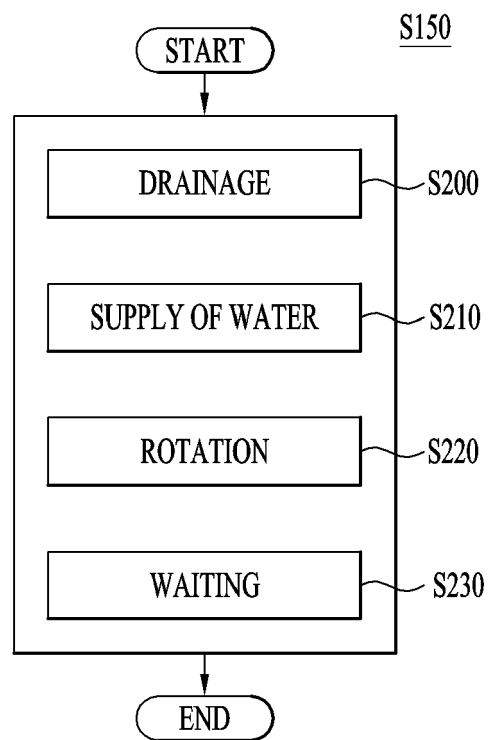 S150
START
DRAINAGE
S200
SUPPLY OF WATER
S210
ROTATION
S220
WAITING
S230
END